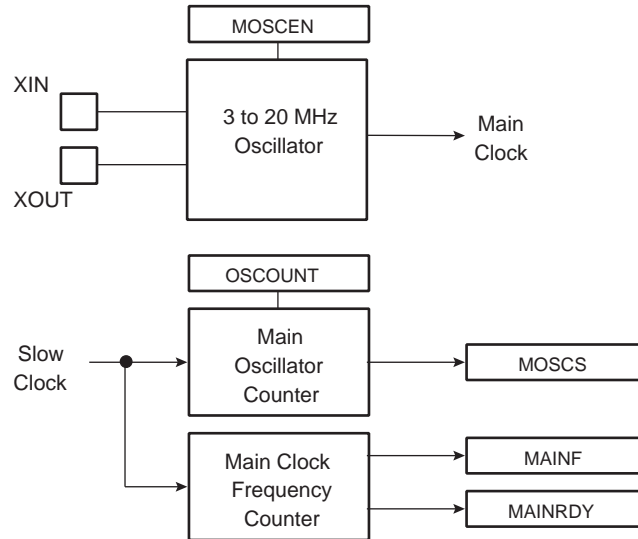 MOSCEN
XIN
3 to 20 MHz
Oscillator
Main
Clock
XOUT
OSCOUNT
Slow
Clock
Main
Oscillator
Counter
MOSCS
Main Clock
Frequency
Counter
MAINF
MAINRDY